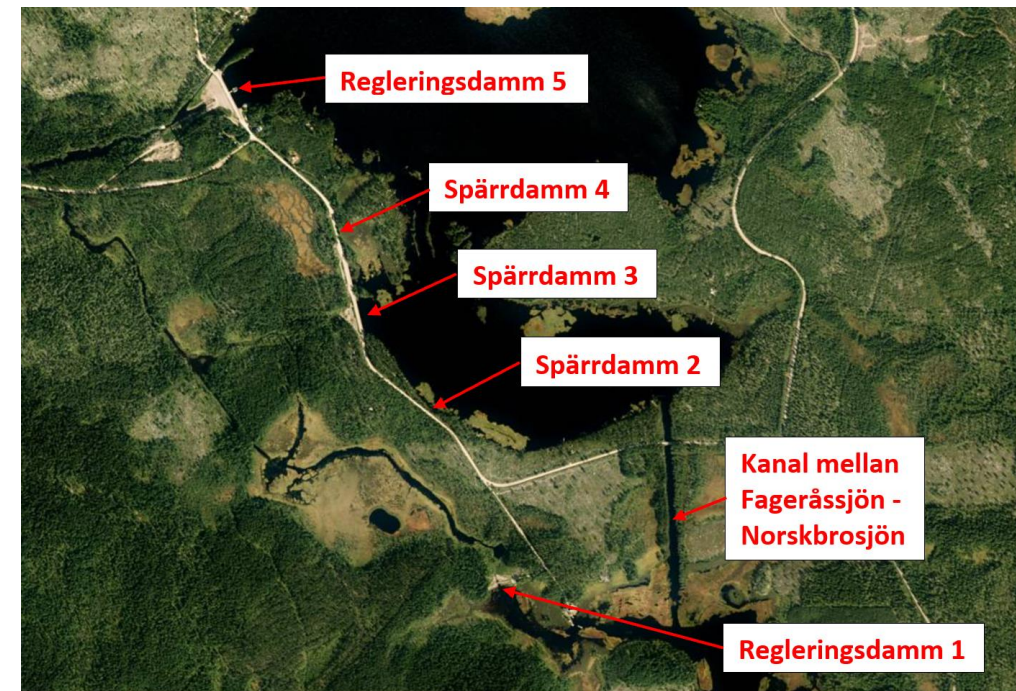 Regleringsdamm 5
Spärrdamm 4
Spärrdamm 3
Spärrdamm 2
Kanal mellan
Fageråssjön -
Norskbrosjön
Regleringsdamm 1